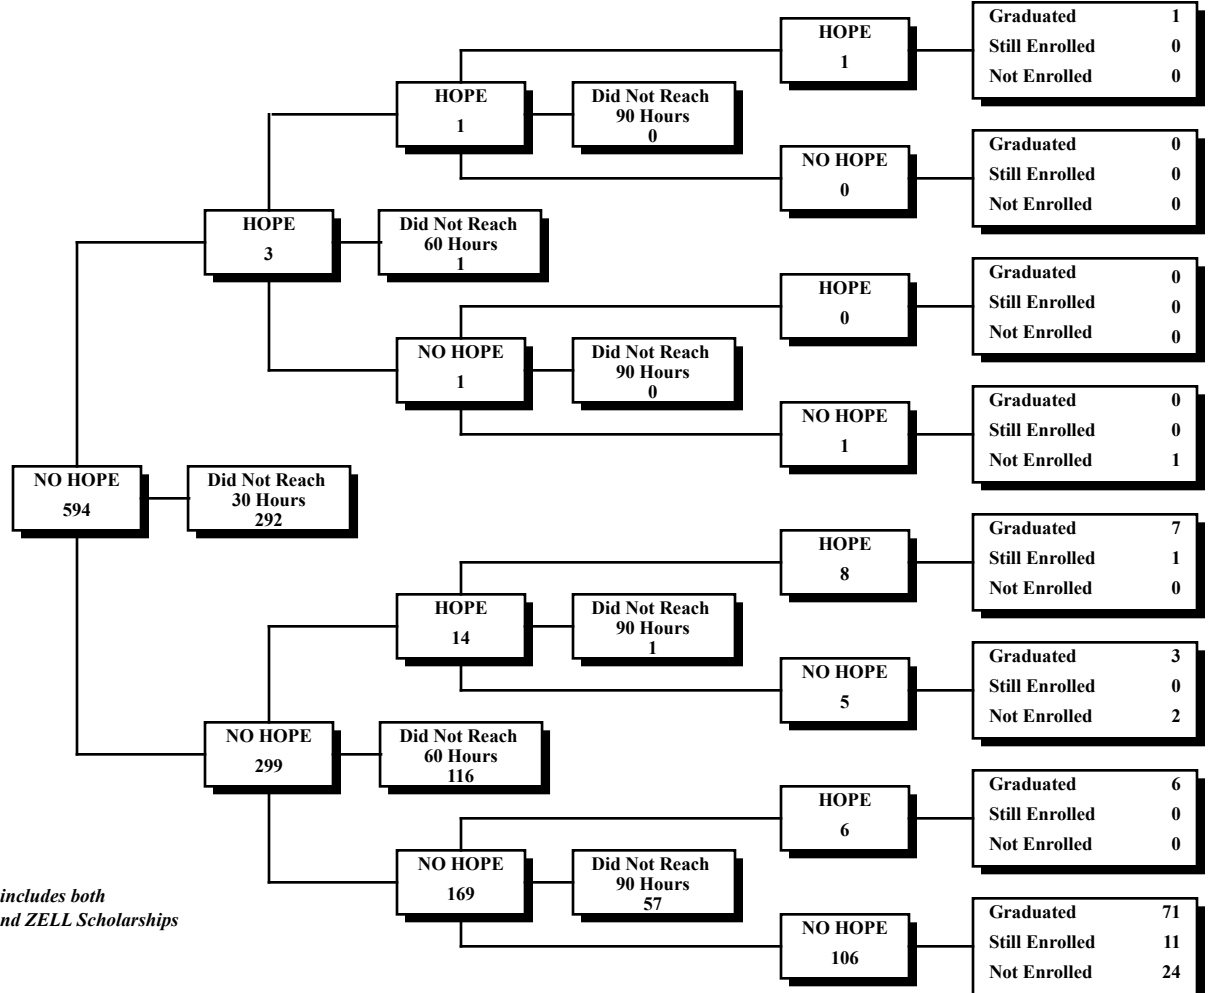 HOPE
1
Graduated 1
Still Enrolled 0
Not Enrolled 0
HOPE
1
Did Not Reach
90 Hours
0
NO HOPE
0
Graduated 0
Still Enrolled 0
Not Enrolled 0
HOPE
3
Did Not Reach
60 Hours
1
HOPE
0
Graduated 0
Still Enrolled 0
Not Enrolled 0
NO HOPE
1
Did Not Reach
90 Hours
0
NO HOPE
1
Graduated 0
Still Enrolled 0
Not Enrolled 1
NO HOPE
594
Did Not Reach
30 Hours
292
HOPE
8
Graduated 7
Still Enrolled 1
Not Enrolled 0
HOPE
14
Did Not Reach
90 Hours
1
NO HOPE
5
Graduated 3
Still Enrolled 0
Not Enrolled 2
NO HOPE
299
Did Not Reach
60 Hours
116
HOPE
6
Graduated 6
Still Enrolled 0
Not Enrolled 0
NO HOPE
169
Did Not Reach
90 Hours
57
NO HOPE
106
Graduated 71
Still Enrolled 11
Not Enrolled 24
includes both
nd ZELL Scholarships